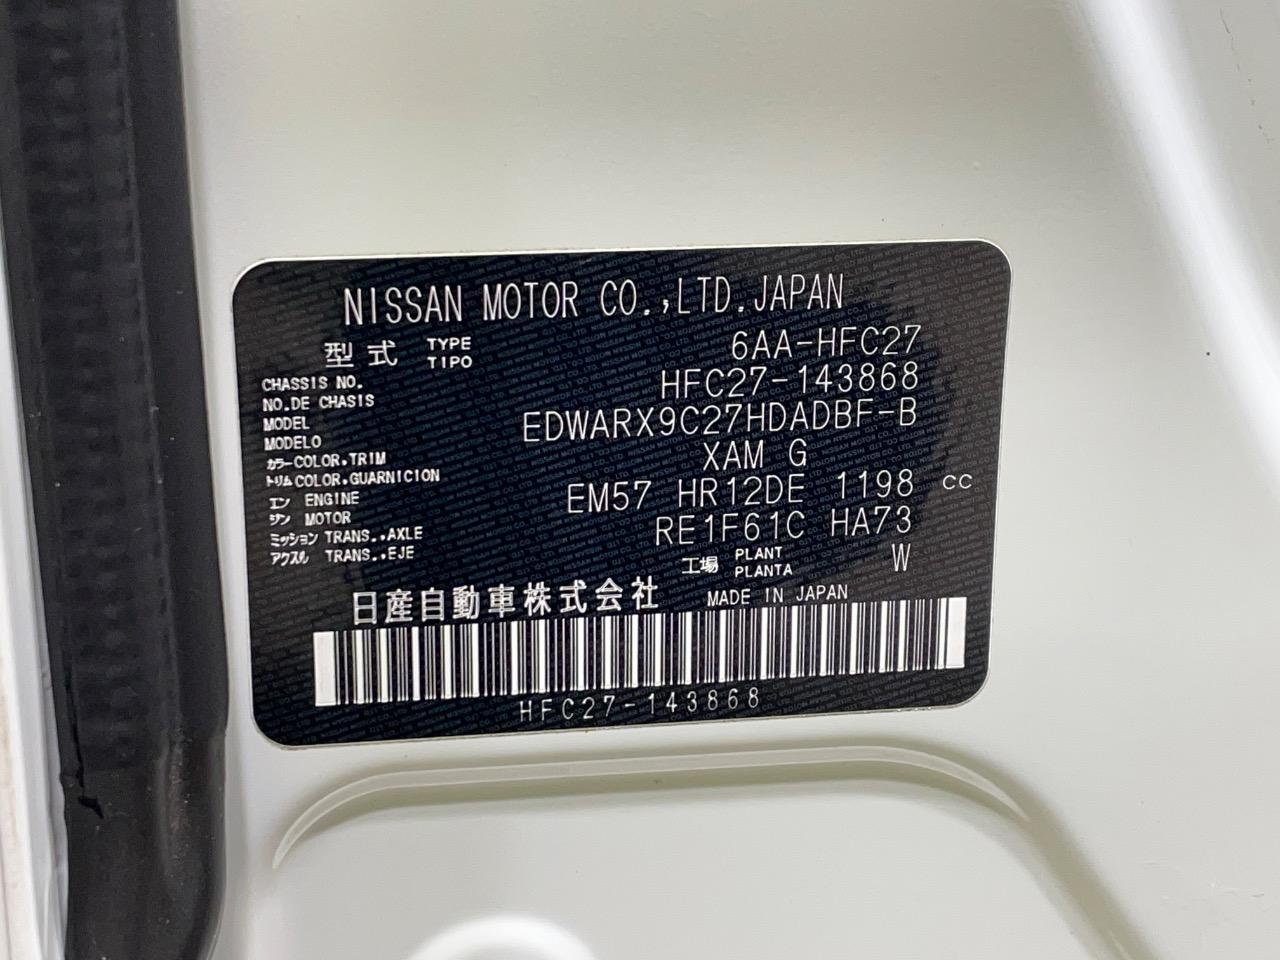 NISSAN MOTOR CO.,LTD.JAPAN
型式 TYPE TIPO 6AA-HFC27
CHASSIS NO. NO.DE CHASIS HFC27-143868
MODEL MODELO EDWARX9C27HDADBF-B
カラー COLOR.TRIM XAM G
トリム COLOR.GUARNICION
エン ENGINE EM57 HR12DE 1198 cc
ジン MOTOR
ミッション TRANS..AXLE RE1F61C HA73
アクスル TRANS..EJE
工場 PLANT PLANTA W
日産自動車株式会社 MADE IN JAPAN
HFC27-143868